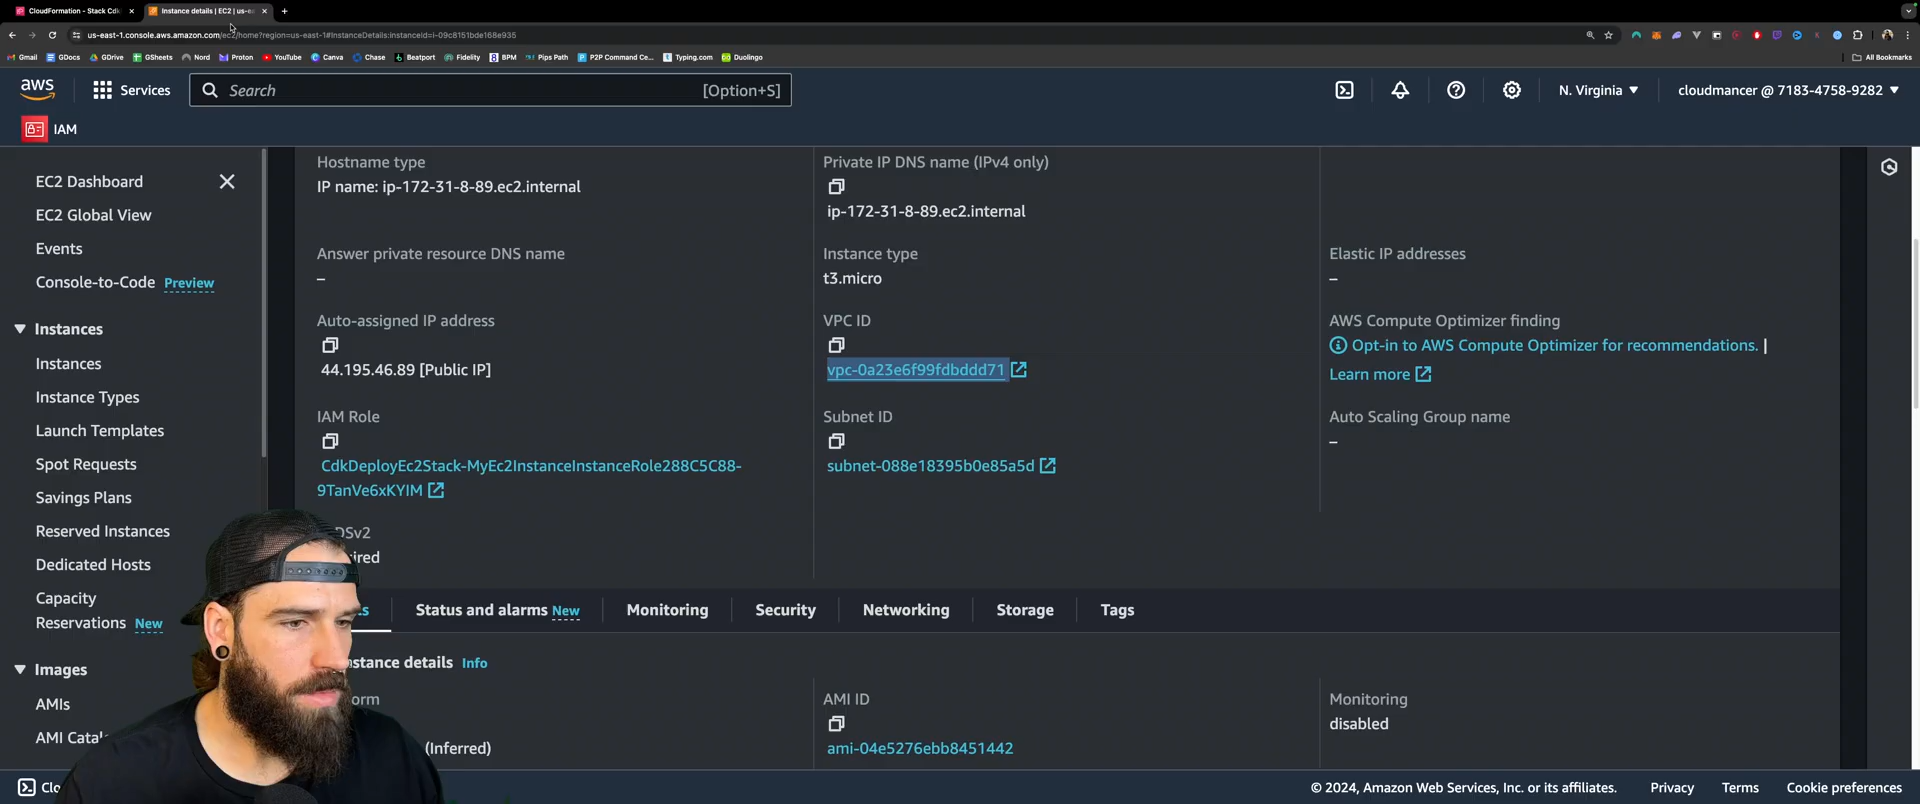 CloudFormation - Stack Cdk
Instance details | EC2 | us-ea
us-east-1.console.aws.amazon.com/ec2/home?region=us-east-1#InstanceDetails:instanceId=i-09c8151bde168e935
Gmail
GDocs
GDrive
GSheets
Nord
Proton
YouTube
Canva
Chase
Beatport
Fidelity
BPM
Pips Path
P2P Command Ce...
Typing.com
Duolingo
All Bookmarks
aws
Services
Search
[Option+S]
N. Virginia
cloudmancer @ 7183-4758-9282
IAM
EC2 Dashboard
EC2 Global View
Events
Console-to-Code Preview
Instances
Instances
Instance Types
Launch Templates
Spot Requests
Savings Plans
Reserved Instances
Dedicated Hosts
Capacity
Reservations New
Images
AMIs
AMI Cata
Hostname type
IP name: ip-172-31-8-89.ec2.internal
Private IP DNS name (IPv4 only)
ip-172-31-8-89.ec2.internal
Answer private resource DNS name
–
Instance type
t3.micro
Elastic IP addresses
–
Auto-assigned IP address
44.195.46.89 [Public IP]
VPC ID
vpc-0a23e6f99fdbddd71
AWS Compute Optimizer finding
Opt-in to AWS Compute Optimizer for recommendations. |
Learn more
IAM Role
CdkDeployEc2Stack-MyEc2InstanceInstanceRole288C5C88-
9TanVe6xKYIM
Subnet ID
subnet-088e18395b0e85a5d
Auto Scaling Group name
–
DSv2
ired
ls
Status and alarms New
Monitoring
Security
Networking
Storage
Tags
nstance details Info
orm
(Inferred)
AMI ID
ami-04e5276ebb8451442
Monitoring
disabled
Clo
© 2024, Amazon Web Services, Inc. or its affiliates.
Privacy
Terms
Cookie preferences